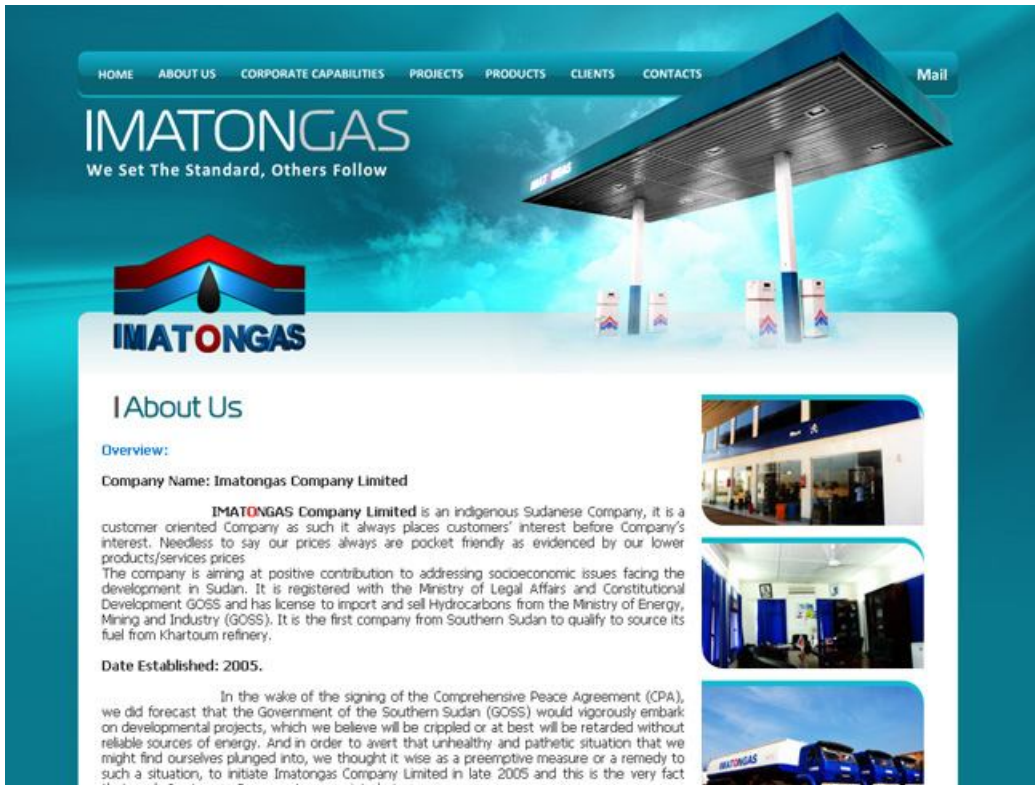 HOME ABOUT US CORPORATE CAPABILITIES PROJECTS PRODUCTS CLIENTS CONTACTS Mail
IMATONGAS
We Set The Standard, Others Follow
IMATONGAS
IMATONGAS
About Us
Overview:
Company Name: Imatongas Company Limited
IMATONGAS Company Limited is an indigenous Sudanese Company, it is a
customer oriented Company as such it always places customers' interest before Company's
interest. Needless to say our prices always are pocket friendly as evidenced by our lower
products/services prices
The company is aiming at positive contribution to addressing socioeconomic issues facing the
development in Sudan. It is registered with the Ministry of Legal Affairs and Constitutional
Development GOSS and has license to import and sell Hydrocarbons from the Ministry of Energy,
Mining and Industry (GOSS). It is the first company from Southern Sudan to qualify to source its
fuel from Khartoum refinery.
Date Established: 2005.
In the wake of the signing of the Comprehensive Peace Agreement (CPA),
we did forecast that the Government of the Southern Sudan (GOSS) would vigorously embark
on developmental projects, which we believe will be crippled or at best will be retarded without
reliable sources of energy. And in order to avert that unhealthy and pathetic situation that we
might find ourselves plunged into, we thought it wise as a preemptive measure or a remedy to
such a situation, to initiate Imatongas Company Limited in late 2005 and this is the very fact
IMATONGAS